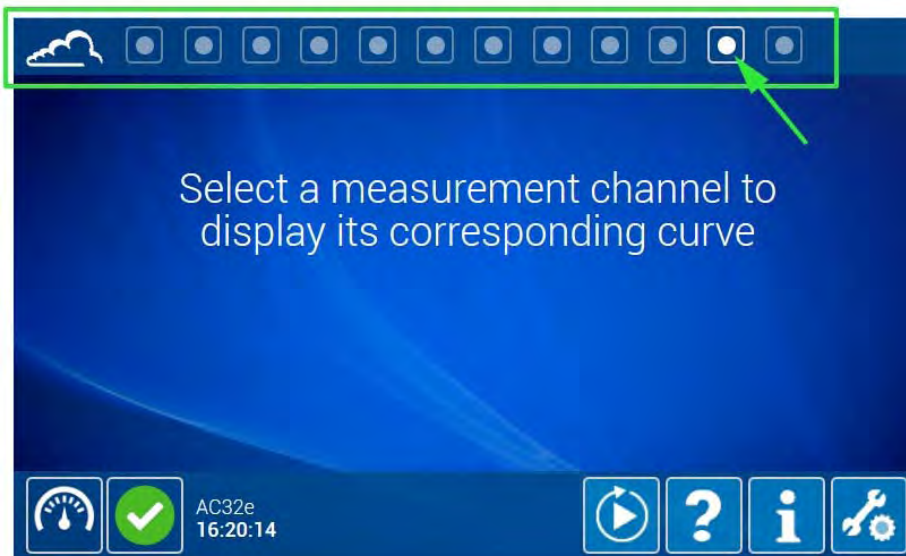 Select a measurement channel to
display its corresponding curve
AC32e
16:20:14